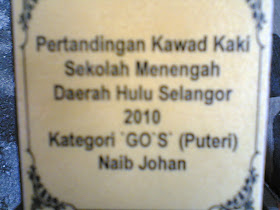 Pertandingan Kawad Kaki
Sekolah Menengah
Daerah Hulu Selangor
2010
Kategori `GO`S` (Puteri)
Naib Johan